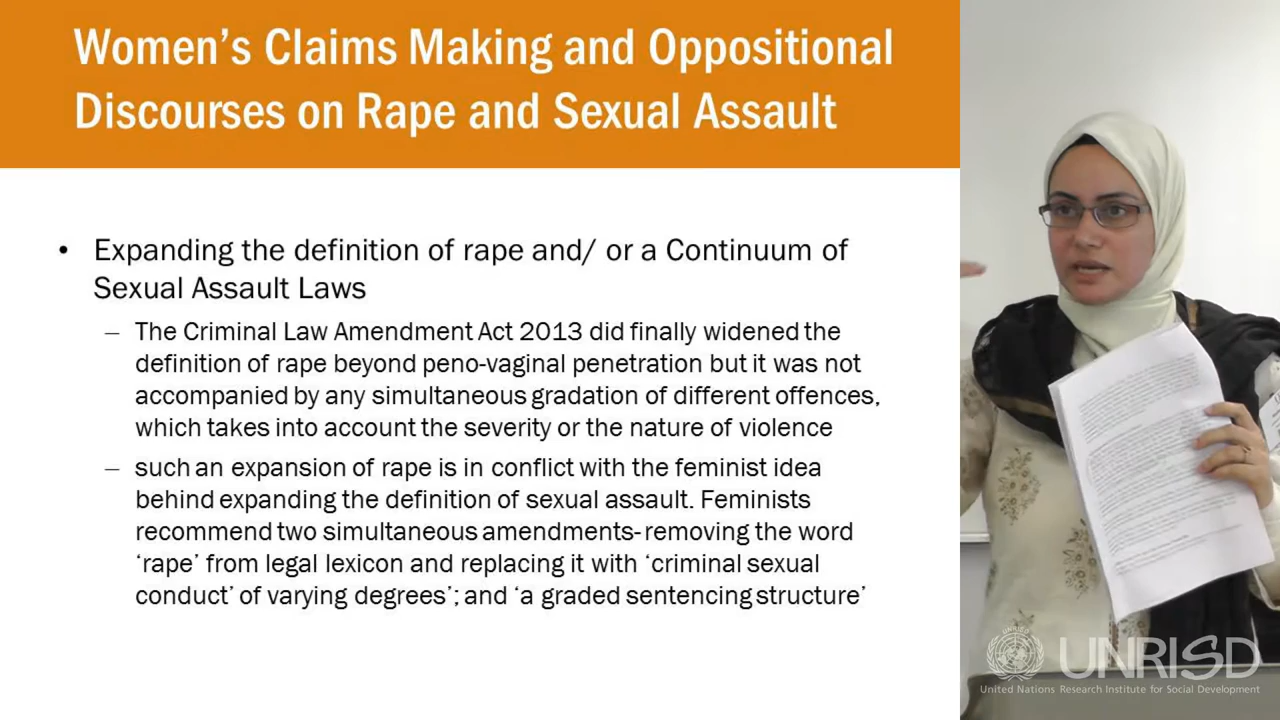 Women's Claims Making and Oppositional
Discourses on Rape and Sexual Assault
• Expanding the definition of rape and/ or a Continuum of
Sexual Assault Laws
– The Criminal Law Amendment Act 2013 did finally widened the
definition of rape beyond peno-vaginal penetration but it was not
accompanied by any simultaneous gradation of different offences,
which takes into account the severity or the nature of violence
– such an expansion of rape is in conflict with the feminist idea
behind expanding the definition of sexual assault. Feminists
recommend two simultaneous amendments- removing the word
‘rape’ from legal lexicon and replacing it with ‘criminal sexual
conduct’ of varying degrees’; and ‘a graded sentencing structure’
UNRISD
UNRISD
United Nations Research Institute for Social Development